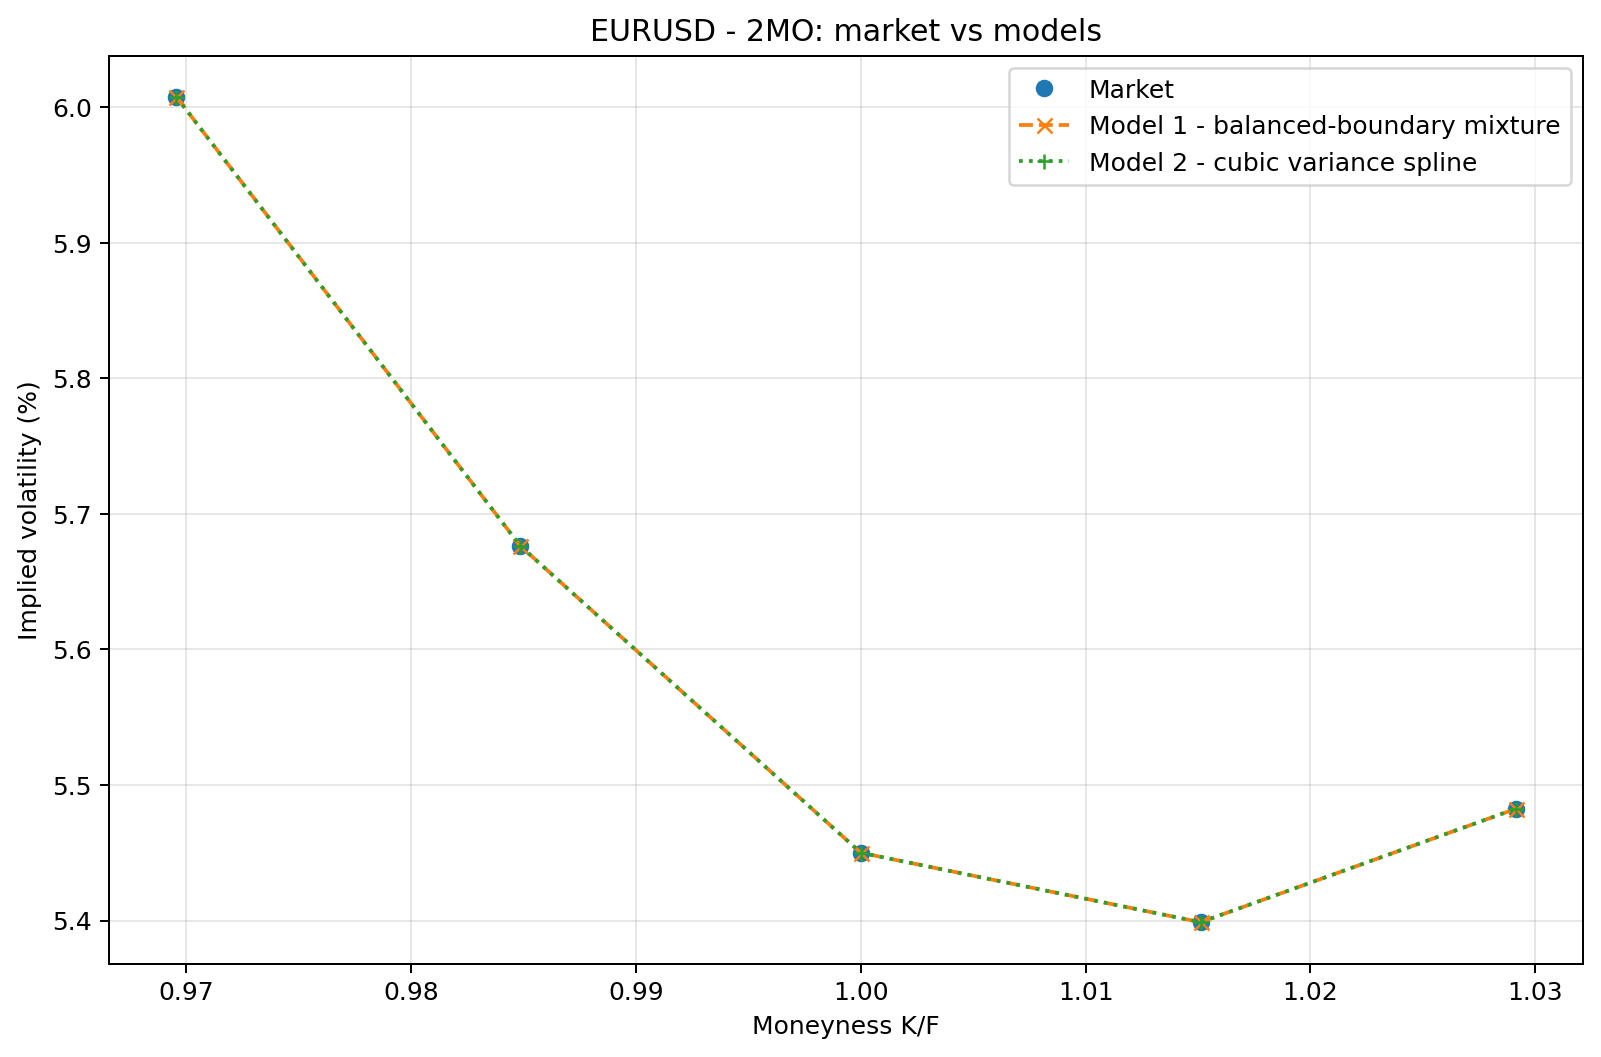 EURUSD - 2MO: market vs models
Market
Model 1 - balanced-boundary mixture
Model 2 - cubic variance spline
Implied volatility (%)
6.0
5.9
5.8
5.7
5.6
5.5
5.4
0.97 0.98 0.99 1.00 1.01 1.02 1.03
Moneyness K/F